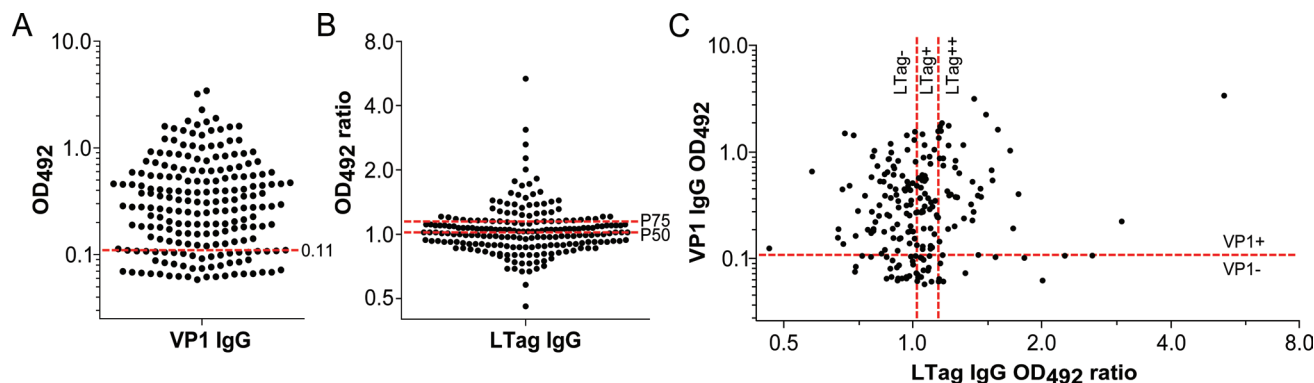 A
OD492
10.0
1.0
0.1
0.11
VP1 IgG
B
OD492 ratio
8.0
4.0
2.0
1.0
0.5
P75
P50
LTag IgG
C
VP1 IgG OD492
10.0
1.0
0.1
LTag-
LTag+
LTag++
VP1+
VP1-
0.5 1.0 2.0 4.0 8.0
LTag IgG OD492 ratio